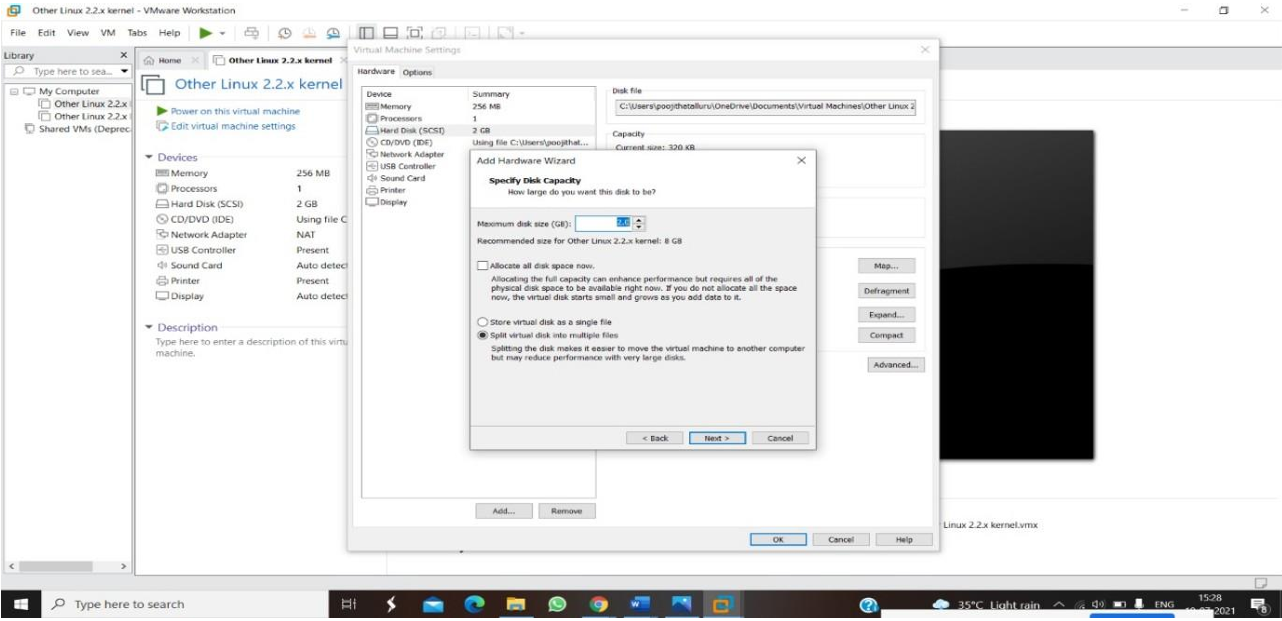 Other Linux 2.2.x kernel - VMware Workstation
File Edit View VM Tabs Help
Library
Type here to sea...
My Computer
Other Linux 2.2.x
Other Linux 2.2.x
Shared VMs (Deprec
Home
Other Linux 2.2.x kernel
Other Linux 2.2.x kernel
Power on this virtual machine
Edit virtual machine settings
Devices
Memory 256 MB
Processors 1
Hard Disk (SCSI) 2 GB
CD/DVD (IDE) Using file C
Network Adapter NAT
USB Controller Present
Sound Card Auto detect
Printer Present
Display Auto detect
Description
Type here to enter a description of this virtu
machine.
Virtual Machine Settings
Hardware Options
Device Summary
Memory 256 MB
Processors 1
Hard Disk (SCSI) 2 GB
CD/DVD (IDE) Using file C:\Users\poojithat...
Network Adapter
USB Controller
Sound Card
Printer
Display
Add... Remove
Disk file
C:\Users\poojithatalluru\OneDrive\Documents\Virtual Machines\Other Linux 2
Capacity
Current size: 320 KB
Map...
Defragment
Expand...
Compact
Advanced...
OK Cancel Help
Add Hardware Wizard
Specify Disk Capacity
How large do you want this disk to be?
Maximum disk size (GB): 2.0
Recommended size for Other Linux 2.2.x kernel: 8 GB
Allocate all disk space now.
Allocating the full capacity can enhance performance but requires all of the
physical disk space to be available right now. If you do not allocate all the space
now, the virtual disk starts small and grows as you add data to it.
Store virtual disk as a single file
Split virtual disk into multiple files
Splitting the disk makes it easier to move the virtual machine to another computer
but may reduce performance with very large disks.
< Back Next > Cancel
Linux 2.2.x kernel.vmx
Type here to search
35°C Light rain
ENG
15:28